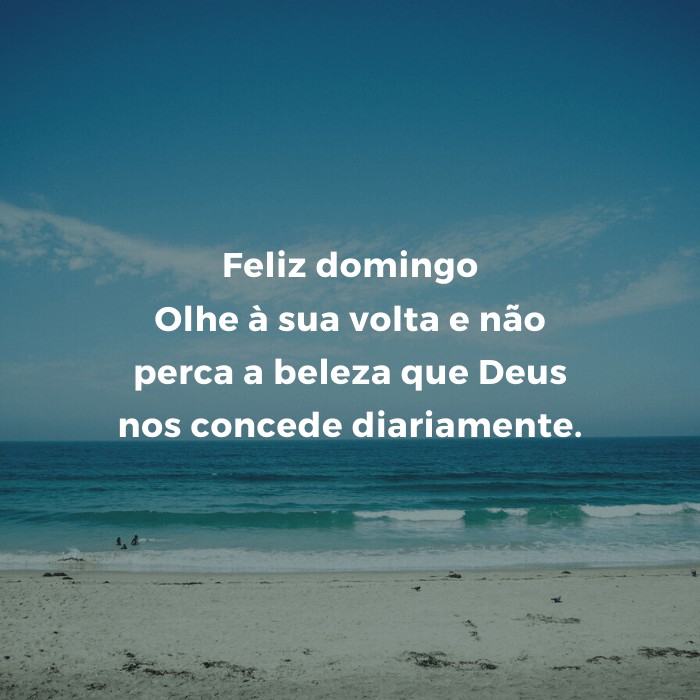 Feliz domingo
Olhe à sua volta e não
perca a beleza que Deus
nos concede diariamente.